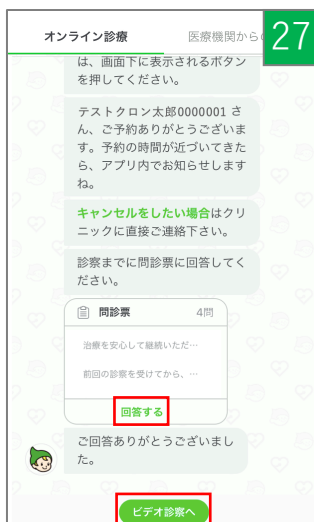 オンライン診療 医療機関から
27
は、画面下に表示されるボタン
を押してください。
テストクロン太郎0000001 さ
ん、ご予約ありがとうございま
す。予約の時間が近づいてきた
ら、アプリ内でお知らせします
ね。
キャンセルをしたい場合はクリ
ニックに直接ご連絡下さい。
診察までに問診票に回答してく
ださい。
問診票 4問
治療を安心して継続いただ…
前回の診察を受けてから、…
回答する
ご回答ありがとうございまし
た。
ビデオ診察へ